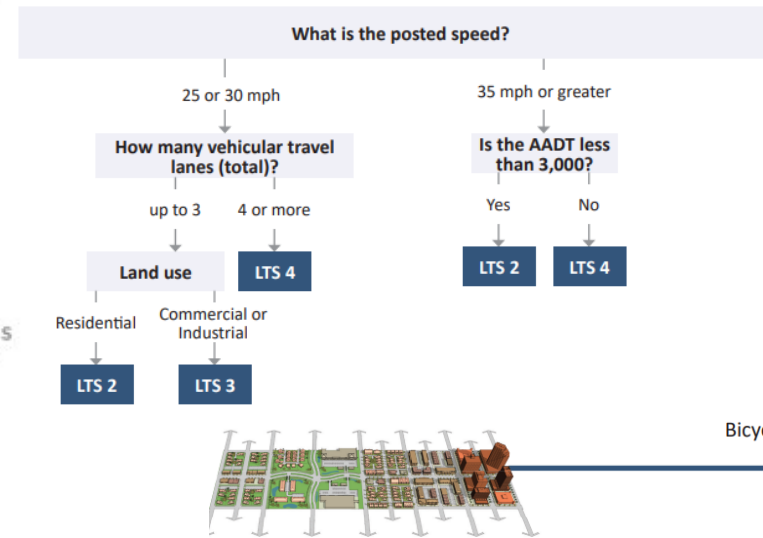 What is the posted speed?
25 or 30 mph
35 mph or greater
How many vehicular travel
lanes (total)?
Is the AADT less
than 3,000?
up to 3
4 or more
Yes
No
Land use
LTS 4
LTS 2
LTS 4
Residential
Commercial or
Industrial
s
LTS 2
LTS 3
Bicy